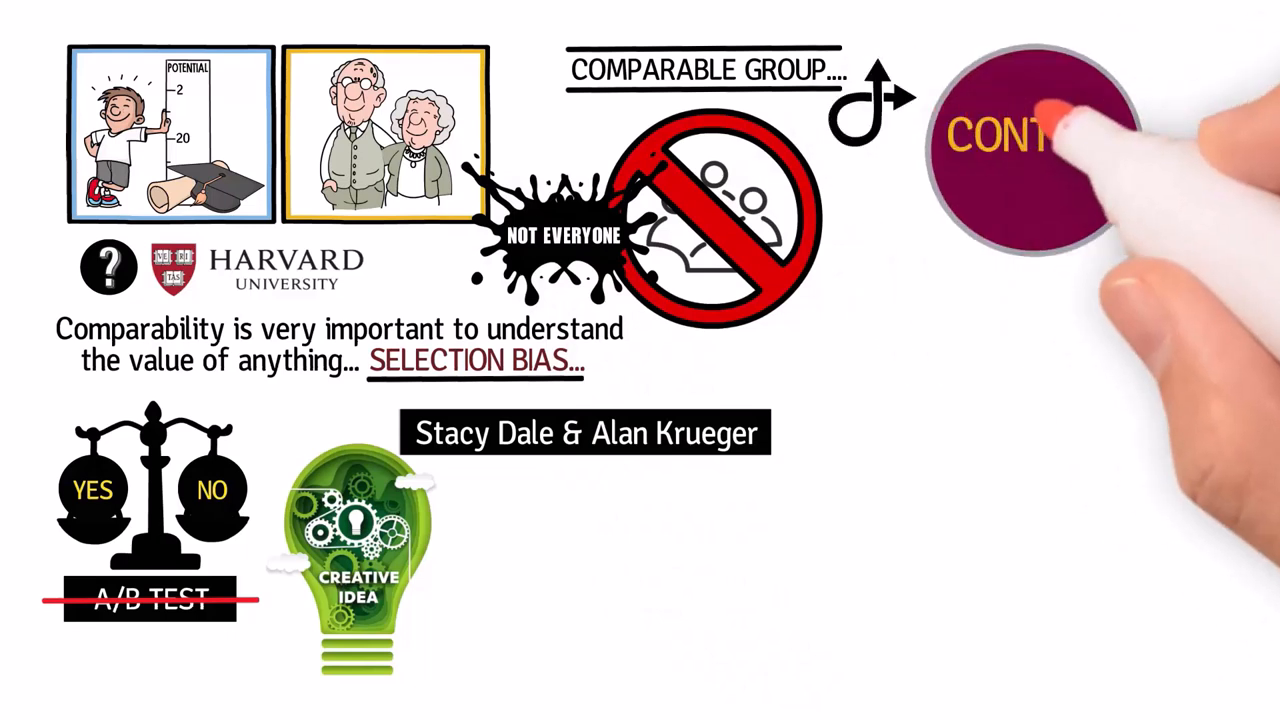 POTENTIAL
2
20
COMPARABLE GROUP....
CONT
NOT EVERYONE
?
VE RI
TAS
HARVARD
UNIVERSITY
Comparability is very important to understand
the value of anything... SELECTION BIAS...
Stacy Dale & Alan Krueger
YES
NO
CREATIVE
IDEA
A/B TEST